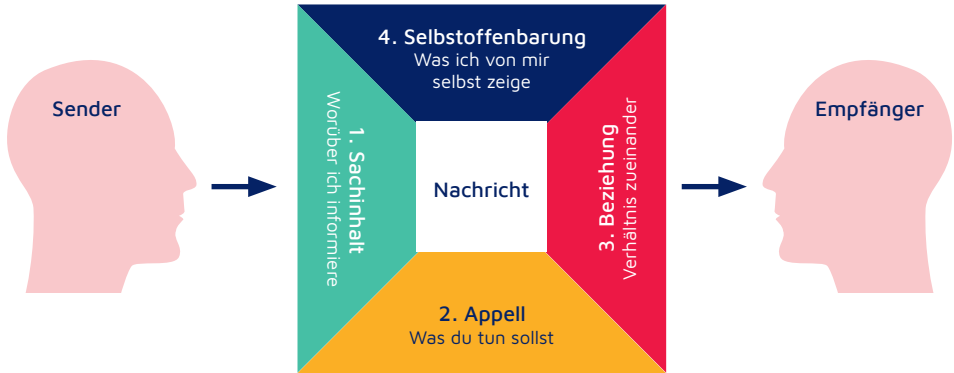 Sender
4. Selbstoffenbarung
Was ich von mir
selbst zeige
1. Sachinhalt
Worüber ich informiere
Nachricht
3. Beziehung
Verhältnis zueinander
2. Appell
Was du tun sollst
Empfänger